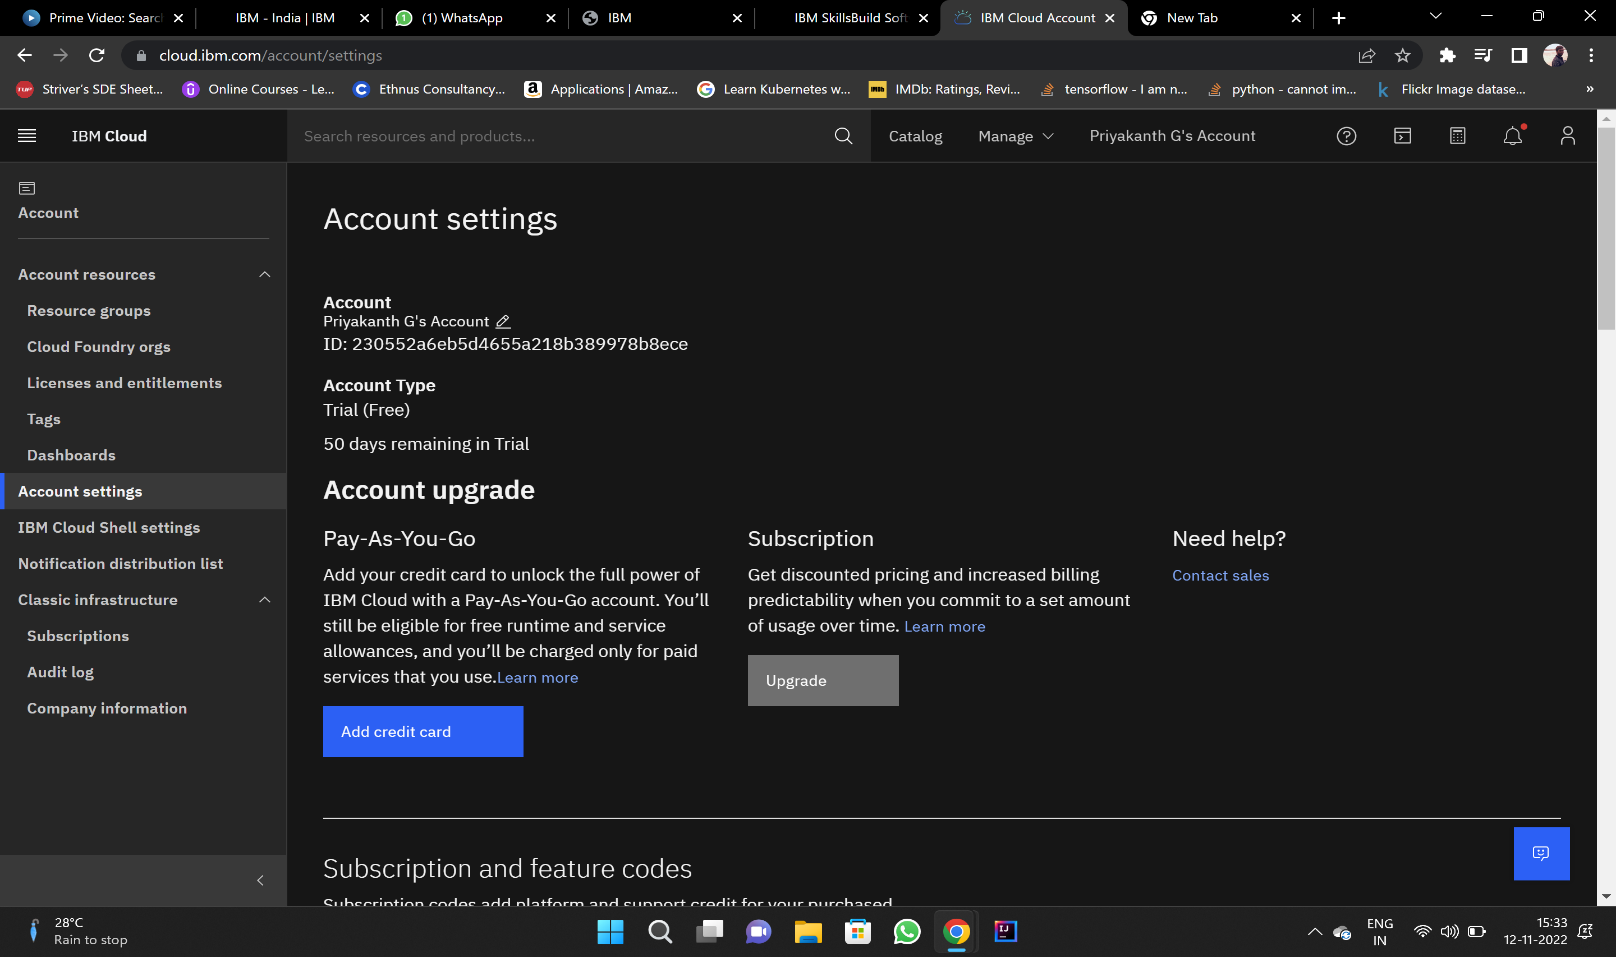 Prime Video: Searc
IBM - India | IBM
(1) WhatsApp
IBM
IBM SkillsBuild Soft
IBM Cloud Account
New Tab
cloud.ibm.com/account/settings
Striver's SDE Sheet...
Online Courses - Le...
Ethnus Consultancy...
Applications | Amaz...
Learn Kubernetes w...
IMDb: Ratings, Revi...
tensorflow - I am n...
python - cannot im...
Flickr Image datase...
IBM Cloud
Search resources and products...
Catalog
Manage
Priyakanth G's Account
Account
Account resources
Resource groups
Cloud Foundry orgs
Licenses and entitlements
Tags
Dashboards
Account settings
IBM Cloud Shell settings
Notification distribution list
Classic infrastructure
Subscriptions
Audit log
Company information
Account settings
Account
Priyakanth G's Account
ID: 230552a6eb5d4655a218b389978b8ece
Account Type
Trial (Free)
50 days remaining in Trial
Account upgrade
Pay-As-You-Go
Add your credit card to unlock the full power of
IBM Cloud with a Pay-As-You-Go account. You’ll
still be eligible for free runtime and service
allowances, and you’ll be charged only for paid
services that you use.Learn more
Add credit card
Subscription
Get discounted pricing and increased billing
predictability when you commit to a set amount
of usage over time. Learn more
Upgrade
Need help?
Contact sales
Subscription and feature codes
Subscription codes add platform and support credit for your purchased
28°C
Rain to stop
ENG
IN
15:33
12-11-2022